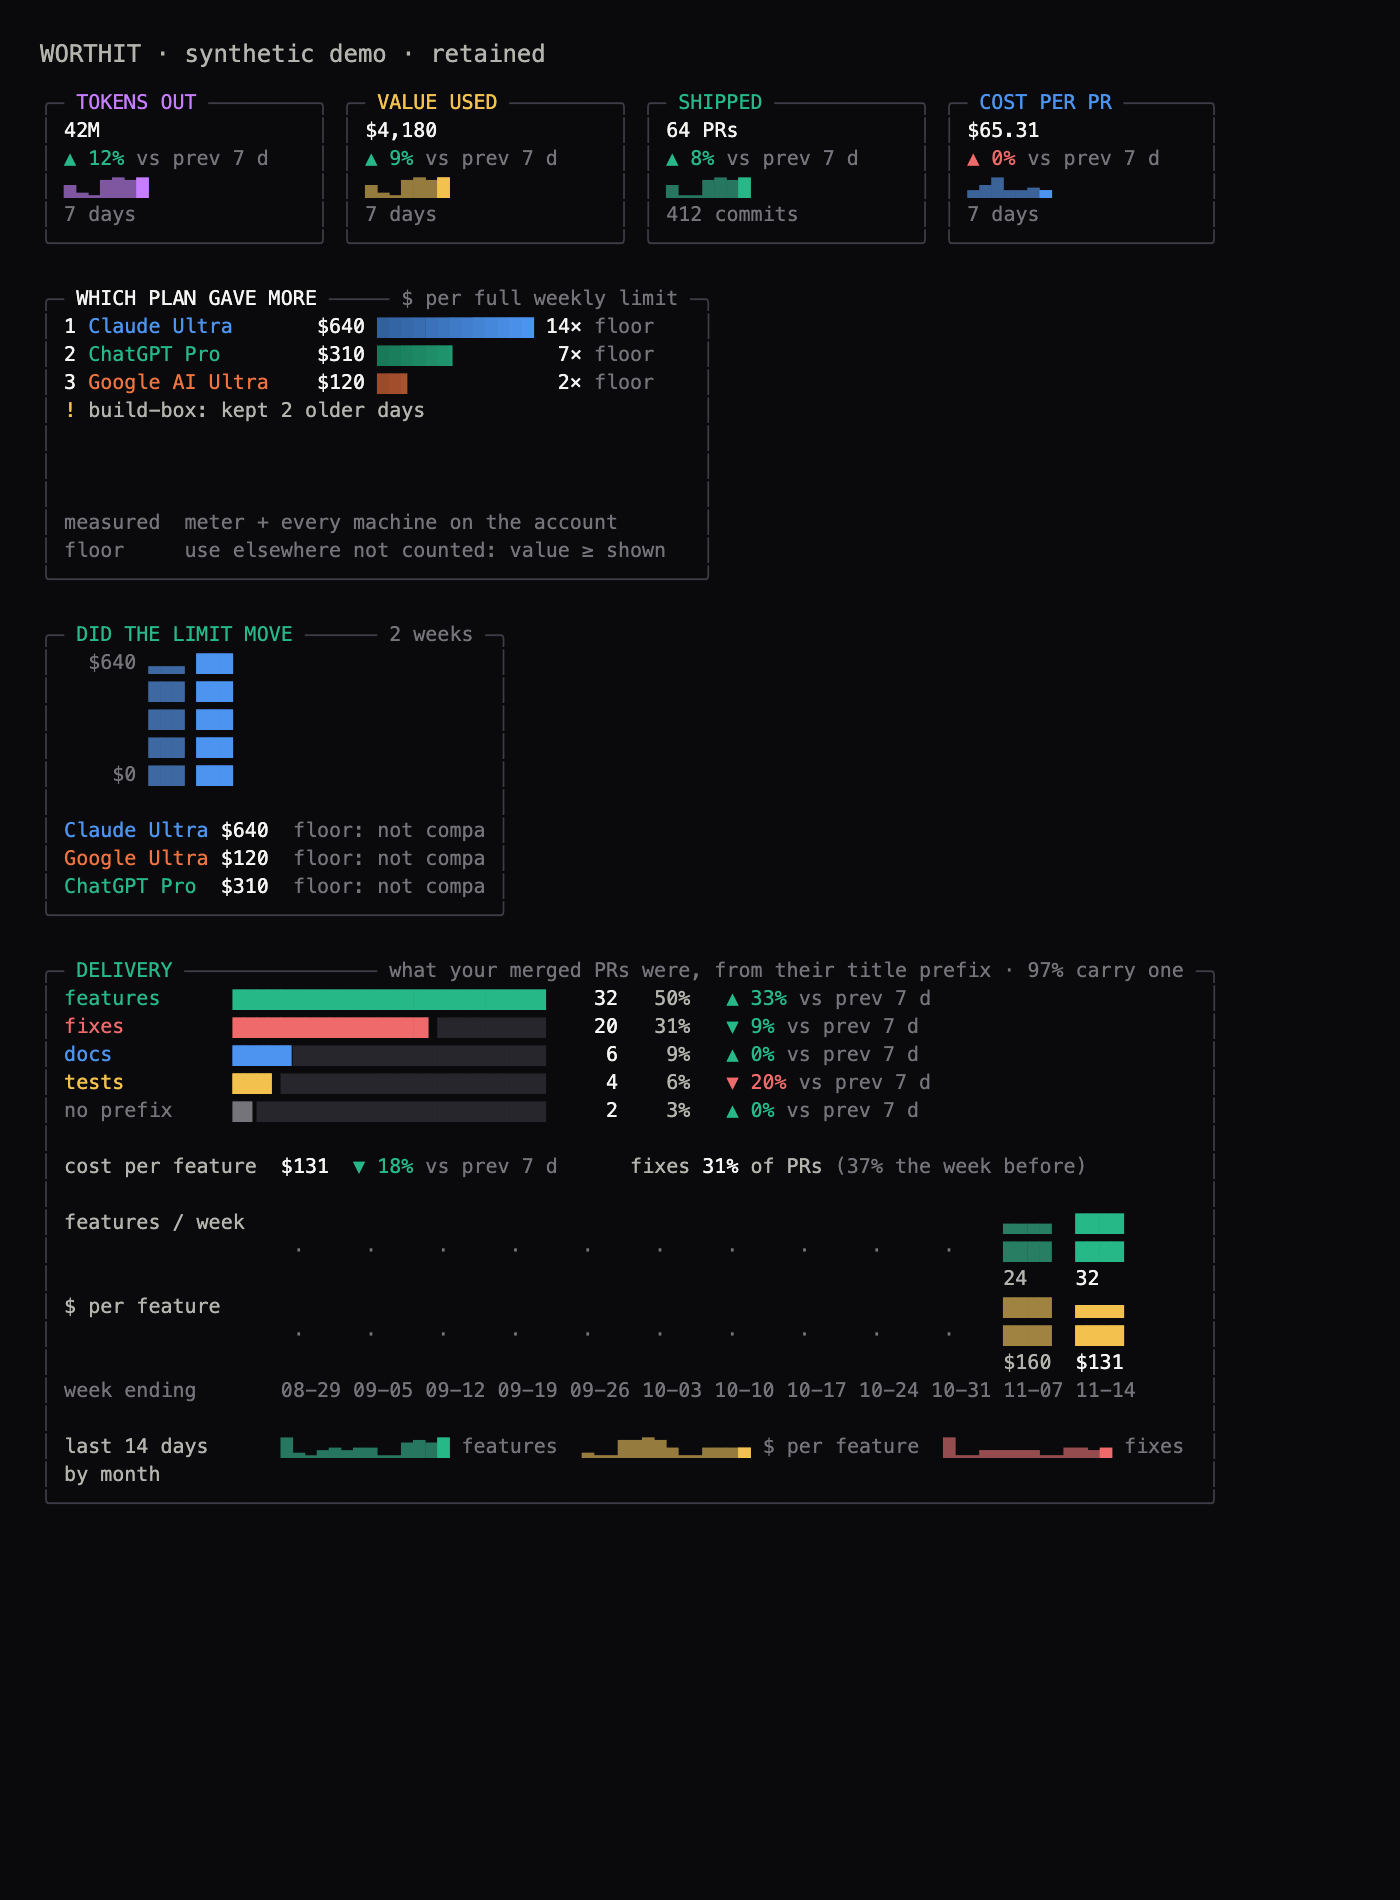 WORTHIT · synthetic demo · retained
TOKENS OUT
42M
▲ 12% vs prev 7 d
7 days
VALUE USED
$4,180
▲ 9% vs prev 7 d
7 days
SHIPPED
64 PRs
▲ 8% vs prev 7 d
412 commits
COST PER PR
$65.31
▲ 0% vs prev 7 d
7 days
WHICH PLAN GAVE MORE $ per full weekly limit
1 Claude Ultra $640 14× floor
2 ChatGPT Pro $310 7× floor
3 Google AI Ultra $120 2× floor
! build-box: kept 2 older days
measured meter + every machine on the account
floor use elsewhere not counted: value ≥ shown
DID THE LIMIT MOVE 2 weeks
$640
$0
Claude Ultra $640 floor: not compa
Google Ultra $120 floor: not compa
ChatGPT Pro $310 floor: not compa
DELIVERY what your merged PRs were, from their title prefix · 97% carry one
features 32 50% ▲ 33% vs prev 7 d
fixes 20 31% ▼ 9% vs prev 7 d
docs 6 9% ▲ 0% vs prev 7 d
tests 4 6% ▼ 20% vs prev 7 d
no prefix 2 3% ▲ 0% vs prev 7 d
cost per feature $131 ▼ 18% vs prev 7 d fixes 31% of PRs (37% the week before)
features / week
24 32
$ per feature
$160 $131
week ending 08-29 09-05 09-12 09-19 09-26 10-03 10-10 10-17 10-24 10-31 11-07 11-14
last 14 days features $ per feature fixes
by month